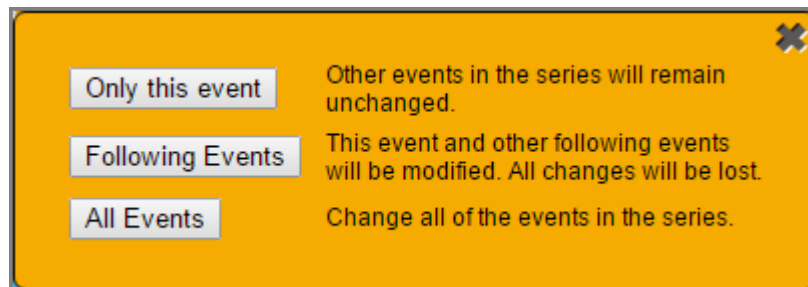 Only this event
Other events in the series will remain
unchanged.
Following Events
This event and other following events
will be modified. All changes will be lost.
All Events
Change all of the events in the series.